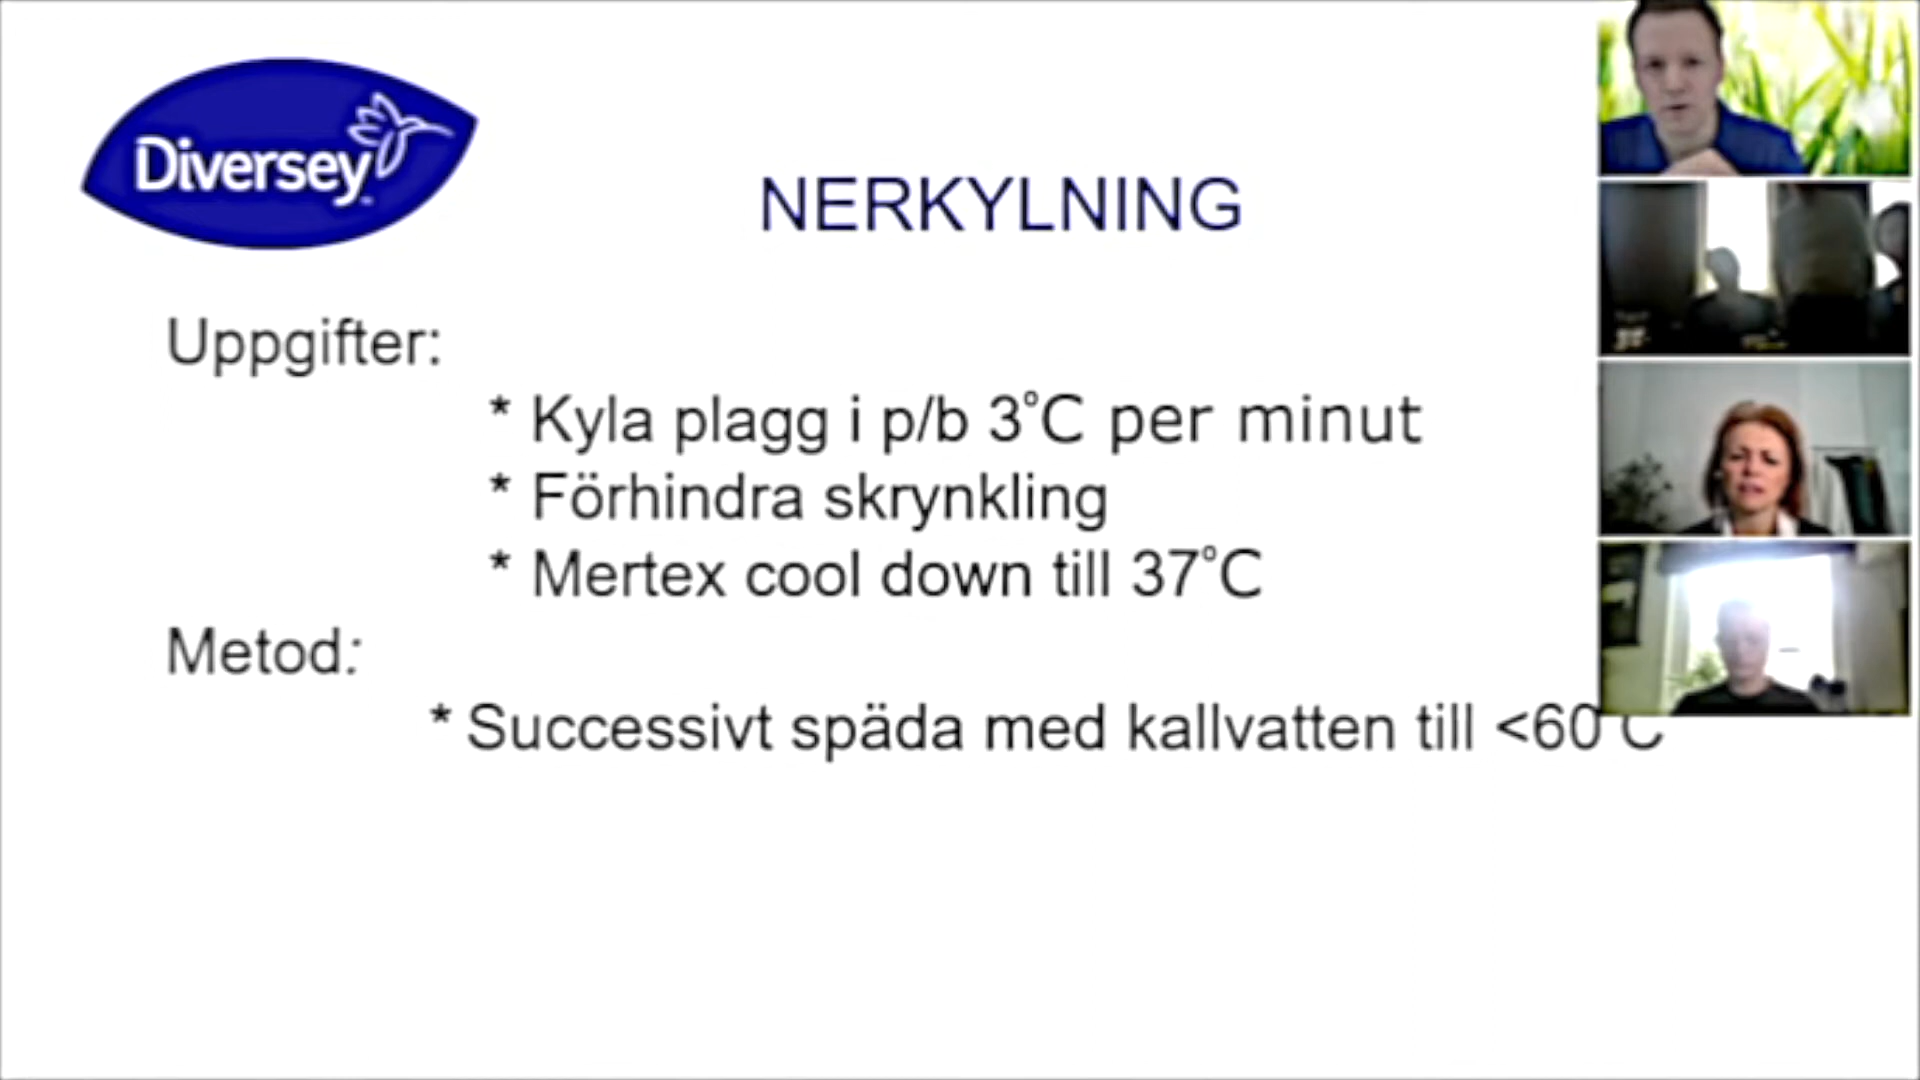 Diversey
NERKYLNING
Uppgifter:
* Kyla plagg i p/b 3°C per minut
* Förhindra skrynkling
* Mertex cool down till 37°C
Metod:
* Successivt späda med kallvatten till <60°C